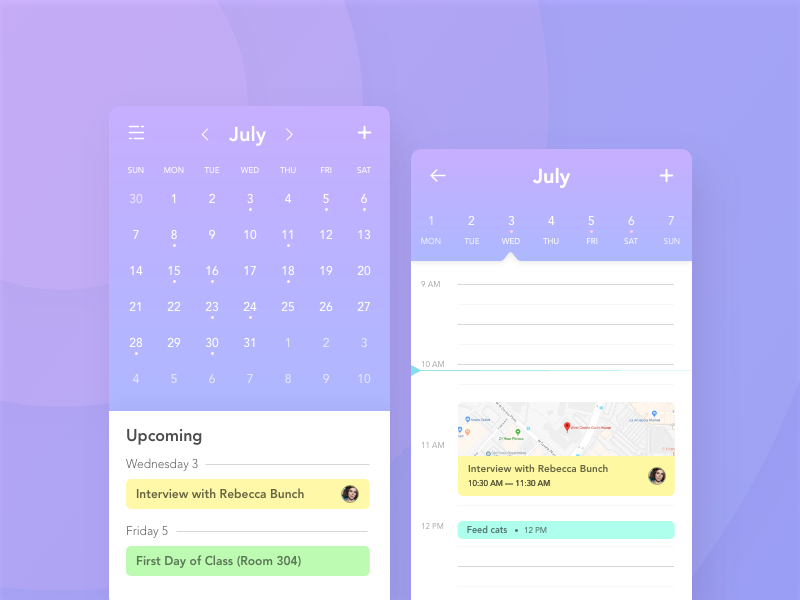 July
SUN MON TUE WED THU FRI SAT
30 1 2 3 4 5 6
7 8 9 10 11 12 13
14 15 16 17 18 19 20
21 22 23 24 25 26 27
28 29 30 31 1 2 3
4 5 6 7 8 9 10
Upcoming
Wednesday 3
Interview with Rebecca Bunch
Friday 5
First Day of Class (Room 304)
July
1 2 3 4 5 6 7
MON TUE WED THU FRI SAT SUN
9 AM
10 AM
11 AM
Interview with Rebecca Bunch
10:30 AM — 11:30 AM
12 PM
Feed cats • 12 PM